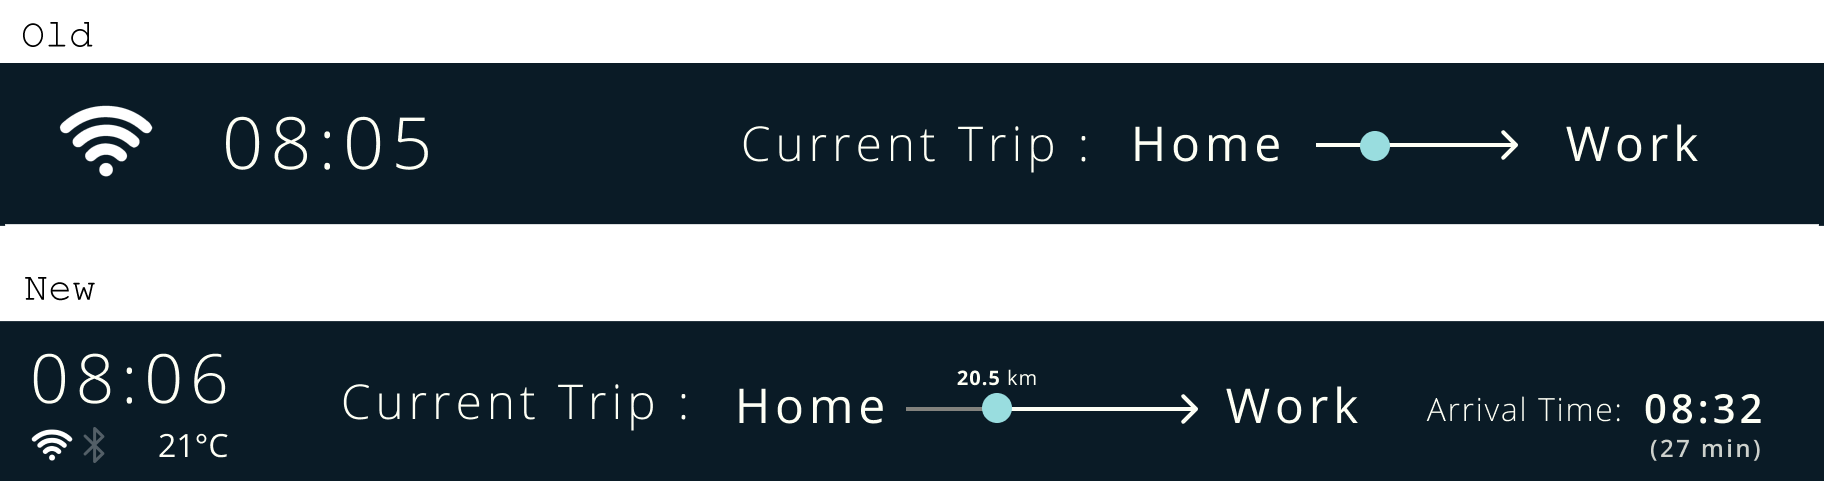 Old
08:05 Current Trip : Home Work
New
08:06
20.5 km
Current Trip : Home Work Arrival Time: 08:32
21°C
(27 min)